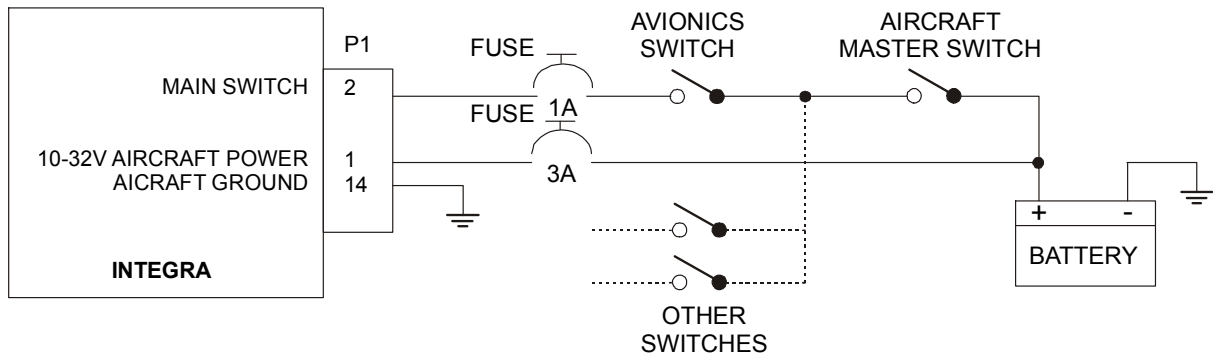 P1
MAIN SWITCH
2
10-32V AIRCRAFT POWER
1
AICRAFT GROUND
14
INTEGRA
FUSE
1A
FUSE
3A
AVIONICS
SWITCH
AIRCRAFT
MASTER SWITCH
OTHER
SWITCHES
+ -
BATTERY